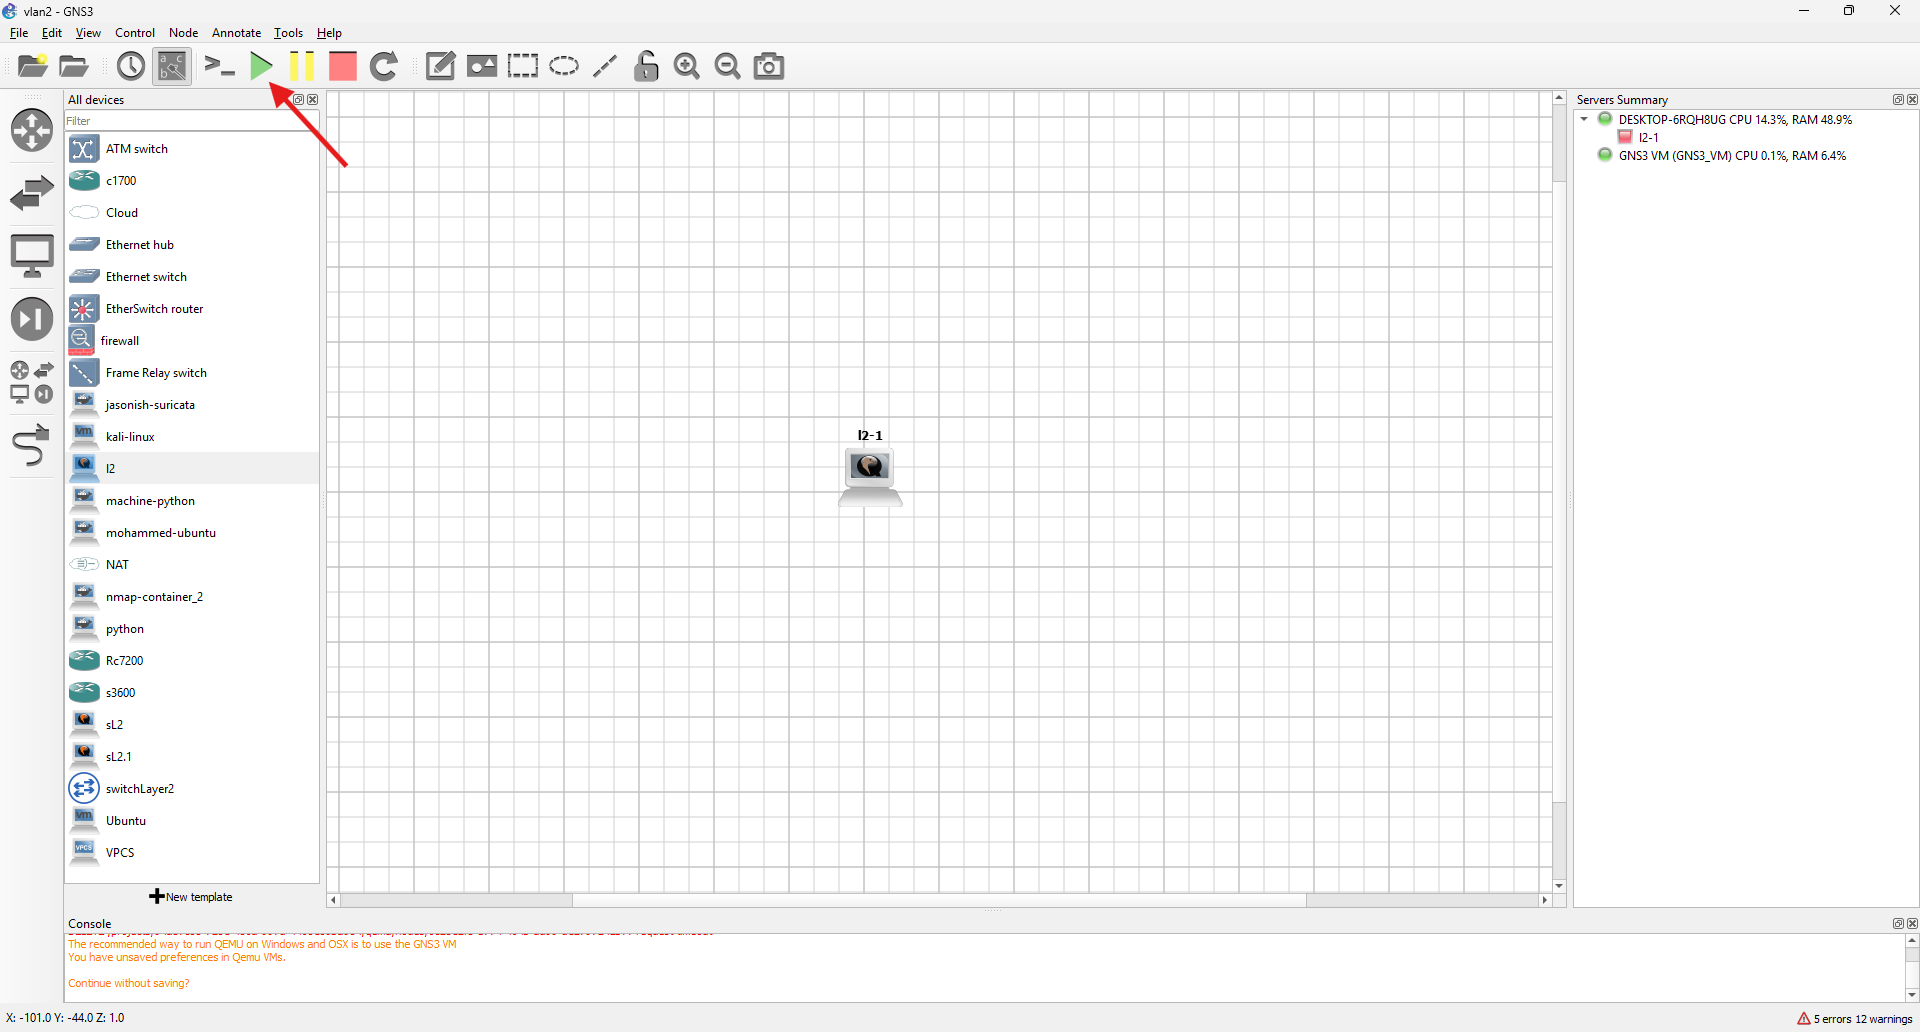 vlan2 - GNS3
File Edit View Control Node Annotate Tools Help
All devices
Filter
ATM switch
c1700
Cloud
Ethernet hub
Ethernet switch
EtherSwitch router
firewall
Frame Relay switch
jasonish-suricata
kali-linux
l2
machine-python
mohammed-ubuntu
NAT
nmap-container_2
python
Rc7200
s3600
sL2
sL2.1
switchLayer2
Ubuntu
VPCS
New template
l2-1
Servers Summary
DESKTOP-6RQH8UG CPU 14.3%, RAM 48.9%
l2-1
GNS3 VM (GNS3_VM) CPU 0.1%, RAM 6.4%
Console
The recommended way to run QEMU on Windows and OSX is to use the GNS3 VM
You have unsaved preferences in Qemu VMs.
Continue without saving?
X: -101.0 Y: -44.0 Z: 1.0
5 errors 12 warnings